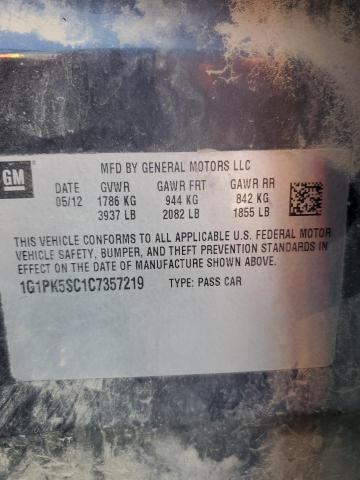 GM
MFD BY GENERAL MOTORS LLC
DATE GVWR GAWR FRT GAWR RR
05/12 1786 KG 944 KG 842 KG
3937 LB 2082 LB 1855 LB
THIS VEHICLE CONFORMS TO ALL APPLICABLE U.S. FEDERAL MOTOR
VEHICLE SAFETY, BUMPER, AND THEFT PREVENTION STANDARDS IN
EFFECT ON THE DATE OF MANUFACTURE SHOWN ABOVE.
1G1PK5SC1C7357219 TYPE: PASS CAR